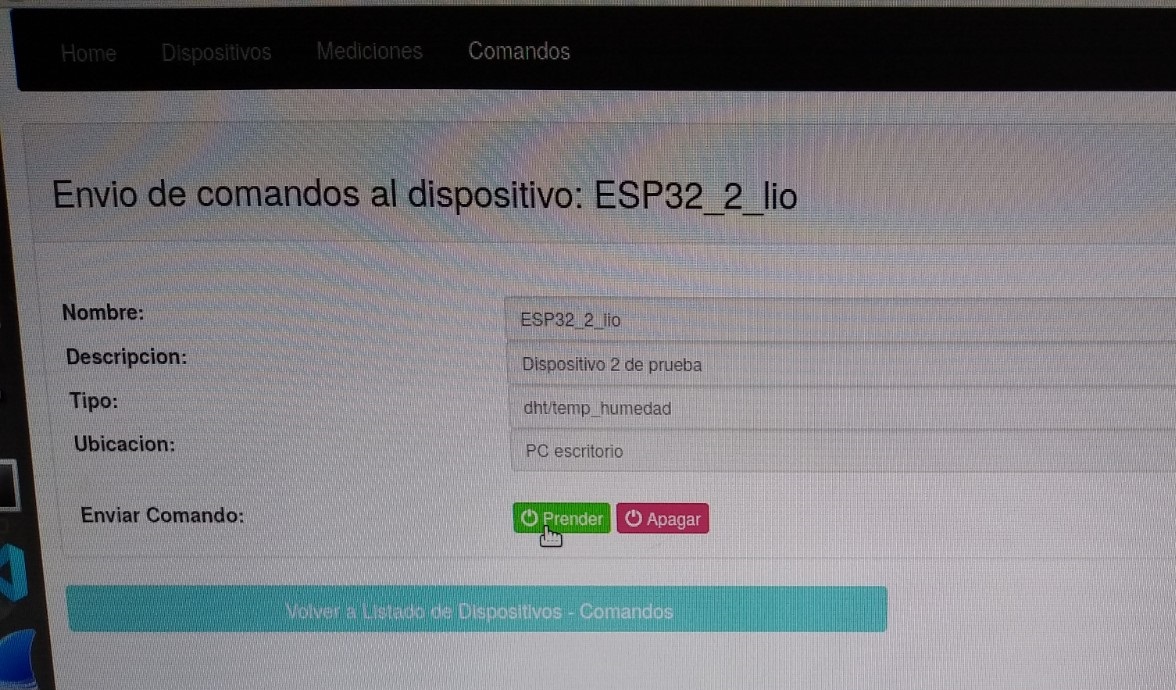 Home Dispositivos Mediciones Comandos
Envio de comandos al dispositivo: ESP32_2_lio
Nombre: ESP32_2_lio
Descripcion: Dispositivo 2 de prueba
Tipo: dht/temp_humedad
Ubicacion: PC escritorio
Enviar Comando: Prender Apagar
Volver a Listado de Dispositivos - Comandos